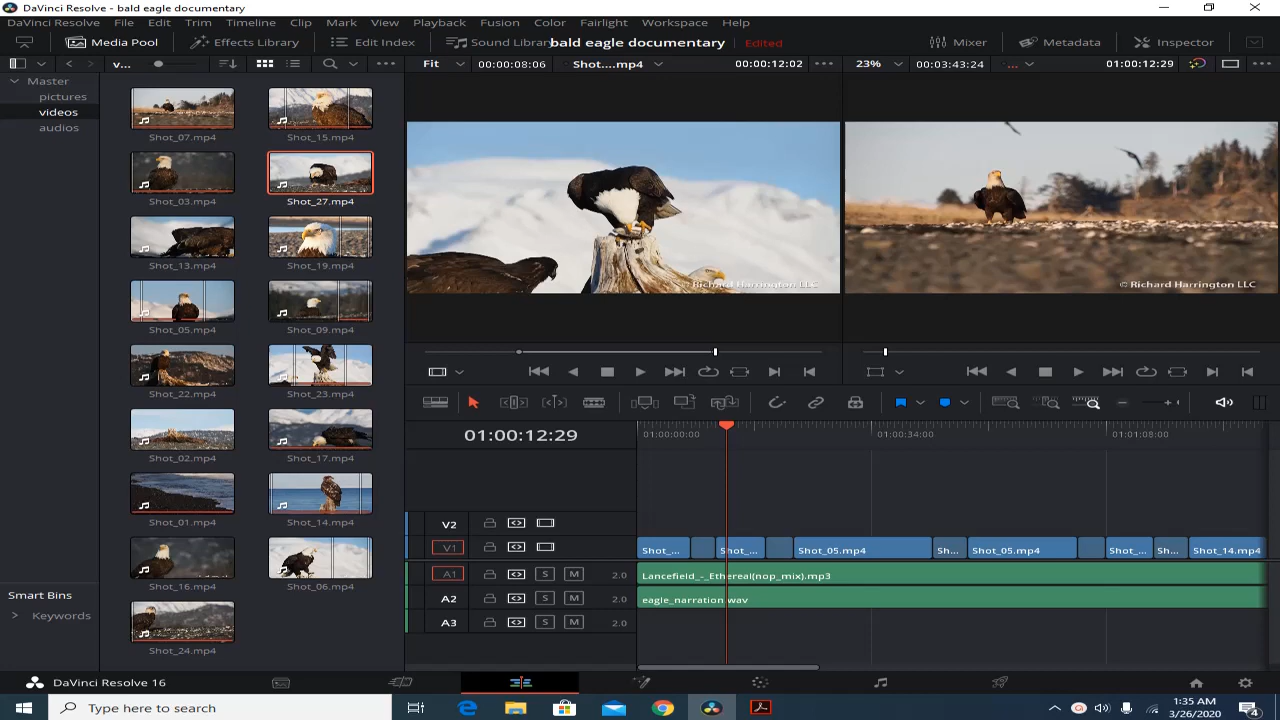 DaVinci Resolve - bald eagle documentary
DaVinci Resolve File Edit Trim Timeline Clip Mark View Playback Fusion Color Fairlight Workspace Help
Media Pool Effects Library Edit Index Sound Library bald eagle documentary Edited Mixer Metadata Inspector
v... Fit 00:00:08:06 Shot....mp4 00:00:12:02 23% 00:03:43:24 ... 01:00:12:29
Master
pictures
videos
audios
Shot_07.mp4 Shot_15.mp4
Shot_03.mp4 Shot_27.mp4
Shot_13.mp4 Shot_19.mp4
Shot_05.mp4 Shot_09.mp4
Shot_22.mp4 Shot_23.mp4
Shot_02.mp4 Shot_17.mp4
Shot_01.mp4 Shot_14.mp4
Shot_16.mp4 Shot_06.mp4
Shot_24.mp4
Smart Bins
Keywords
© Richard Harrington LLC
© Richard Harrington LLC
01:00:12:29 01:00:00:00 01:00:34:00 01:01:08:00
V2
V1 Shot_... Shot_... Shot_05.mp4 Sh... Shot_05.mp4 Shot_... Sh... Shot_14.mp4
A1 S M 2.0 Lancefield_-_Ethereal(nop_mix).mp3
A2 S M 2.0 eagle_narration.wav
A3 S M 2.0
DaVinci Resolve 16
Type here to search
1:35 AM
3/26/2020
4